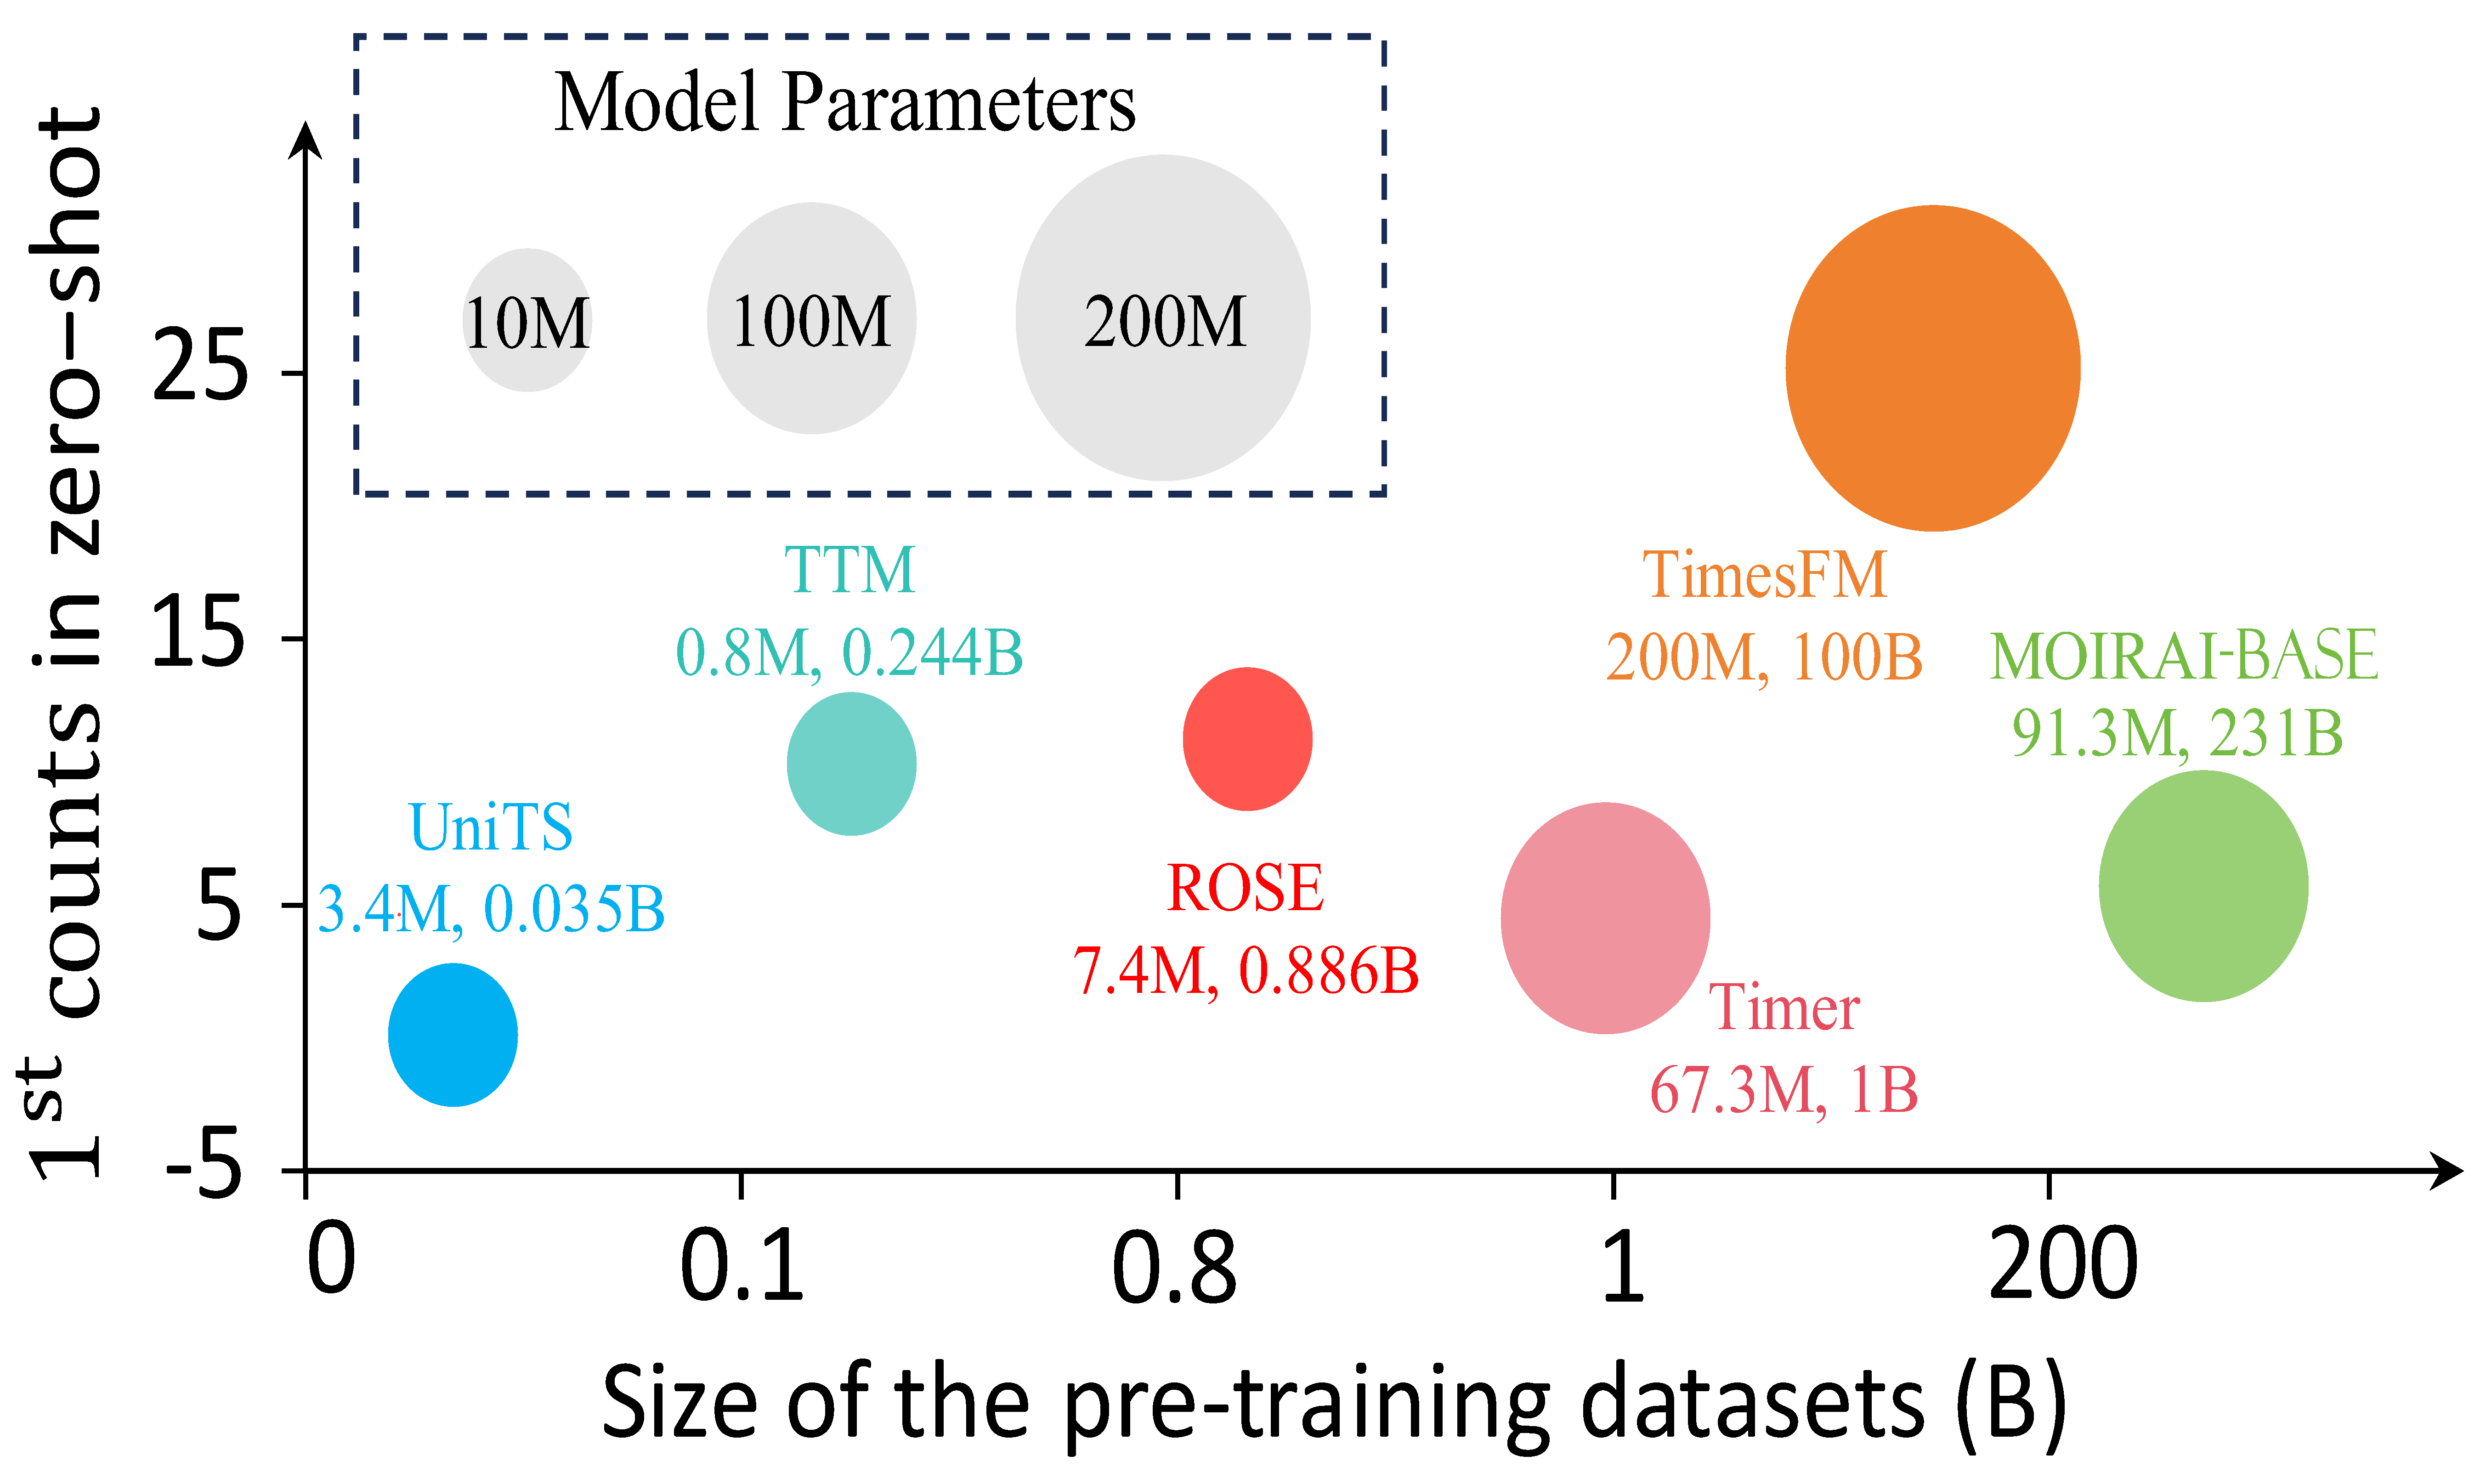 Model Parameters
10M
100M
200M
1st counts in zero-shot
25
15
5
-5
TTM
0.8M, 0.244B
TimesFM
200M, 100B
MOIRAI-BASE
91.3M, 231B
UniTS
3.4M, 0.035B
ROSE
7.4M, 0.886B
Timer
67.3M, 1B
0
0.1
0.8
1
200
Size of the pre-training datasets (B)